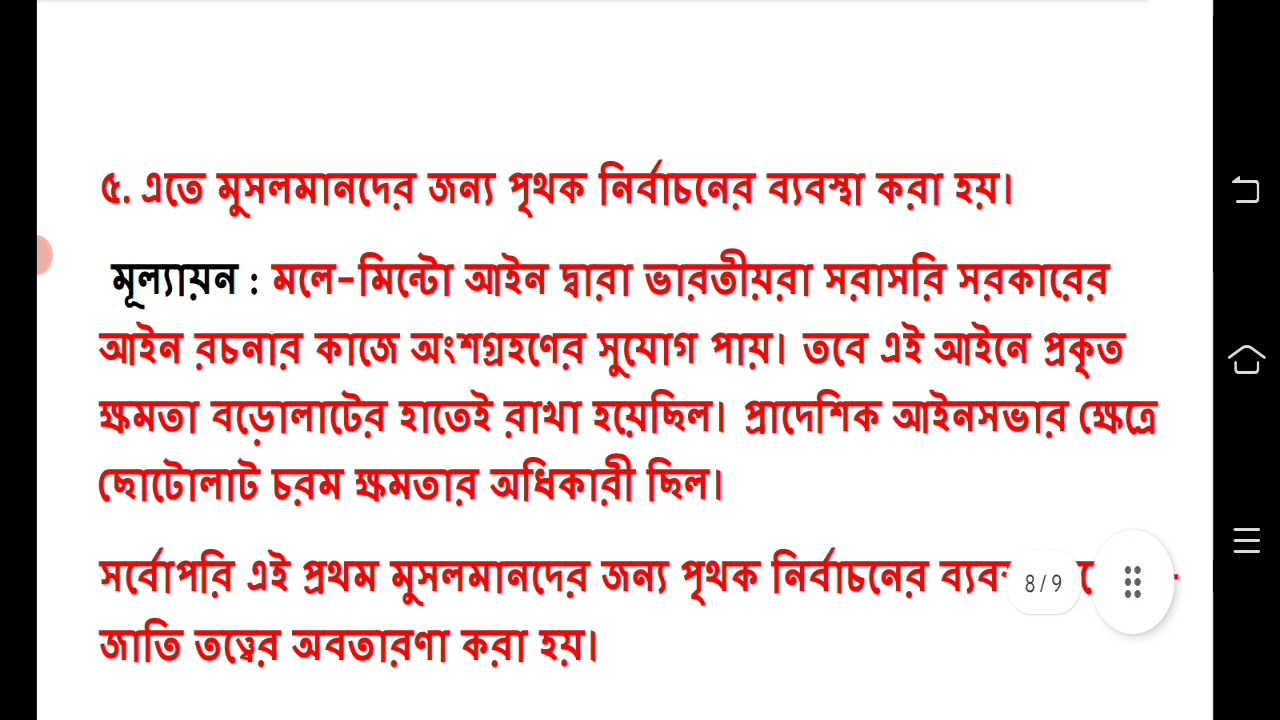 ৫. এতে মুসলমানদের জন্য পৃথক নির্বাচনের ব্যবস্থা করা হয়।
মূল্যায়ন : মলে-মিন্টো আইন দ্বারা ভারতীয়রা সরাসরি সরকারের
আইন রচনার কাজে অংশগ্রহণের সুযোগ পায়। তবে এই আইনে প্রকৃত
ক্ষমতা বড়োলাটের হাতেই রাখা হয়েছিল। প্রাদেশিক আইনসভার ক্ষেত্রে
ছোটোলাট চরম ক্ষমতার অধিকারী ছিল।
সর্বোপরি এই প্রথম মুসলমানদের জন্য পৃথক নির্বাচনের
8 / 9
জাতি তত্ত্বের অবতারণা করা হয়।